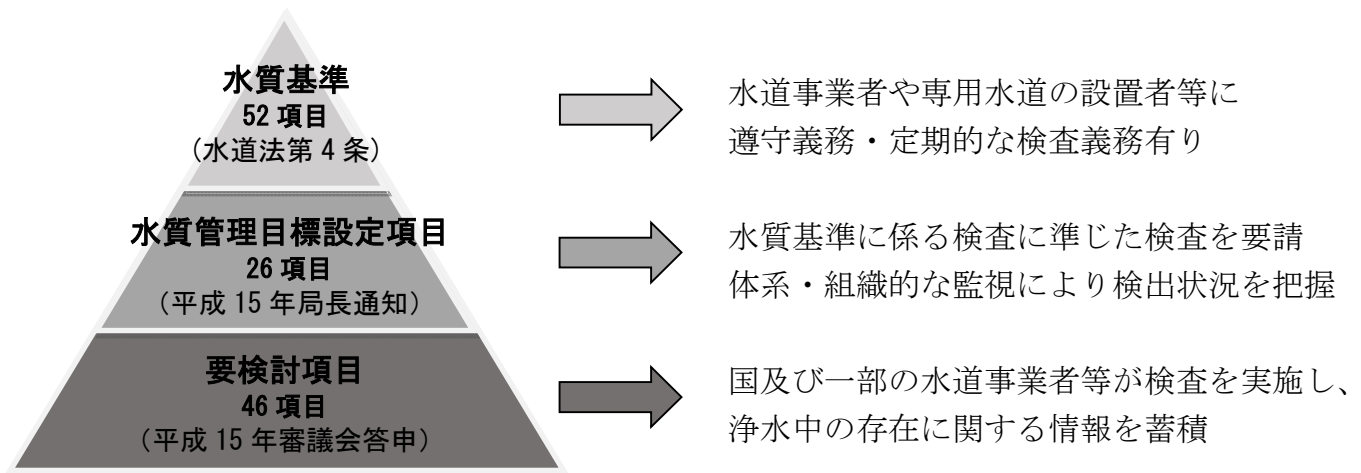 水質基準
52 項目
(水道法第 4 条)
水道事業者や専用水道の設置者等に
遵守義務・定期的な検査義務有り
水質管理目標設定項目
26 項目
(平成 15 年局長通知)
水質基準に係る検査に準じた検査を要請
体系・組織的な監視により検出状況を把握
要検討項目
46 項目
(平成 15 年審議会答申)
国及び一部の水道事業者等が検査を実施し、
浄水中の存在に関する情報を蓄積